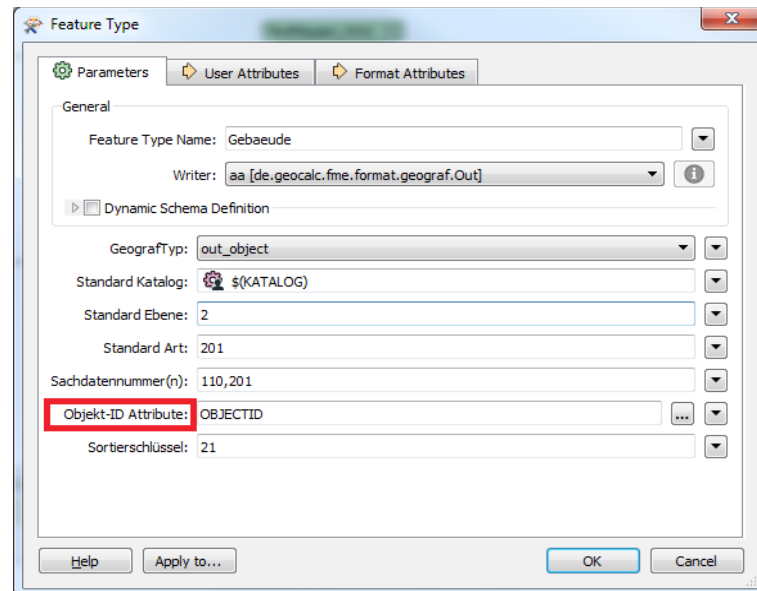 Feature Type
Parameters User Attributes Format Attributes
General
Feature Type Name: Gebaeude
Writer: aa [de.geocalc.fme.format.geograf.Out]
Dynamic Schema Definition
GeografTyp: out_object
Standard Katalog: $(KATALOG)
Standard Ebene: 2
Standard Art: 201
Sachdatennummer(n): 110,201
Objekt-ID Attribute: OBJECTID ...
Sortierschlüssel: 21
Help Apply to... OK Cancel